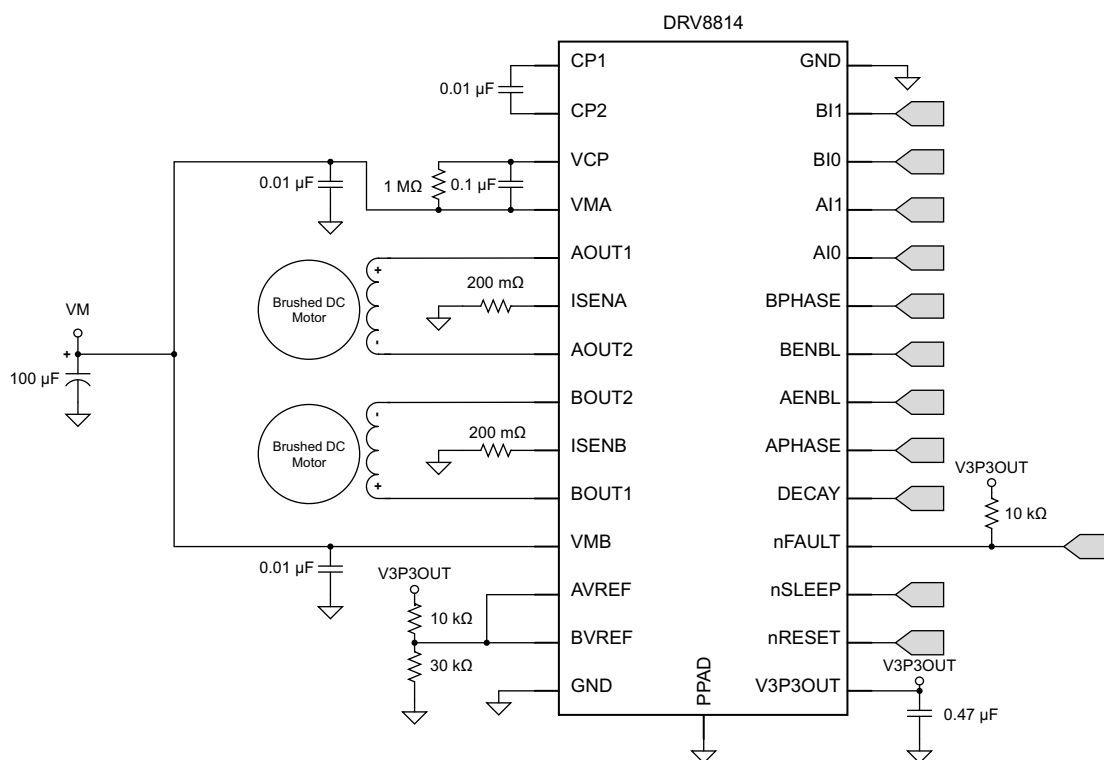 DRV8814
CP1
GND
0.01 µF
CP2
BI1
VCP
BI0
0.01 µF
1 MΩ
0.1 µF
VMA
AI1
AOUT1
AI0
200 mΩ
Brushed DC
Motor
ISENA
BPHASE
VM
+
-
+
AOUT2
BENBL
100 µF
BOUT2
AENBL
-
200 mΩ
Brushed DC
Motor
ISENB
APHASE
V3P3OUT
+
BOUT1
DECAY
10 kΩ
VMB
nFAULT
0.01 µF
V3P3OUT
AVREF
nSLEEP
10 kΩ
BVREF
nRESET
30 kΩ
V3P3OUT
GND
PPAD
V3P3OUT
0.47 µF